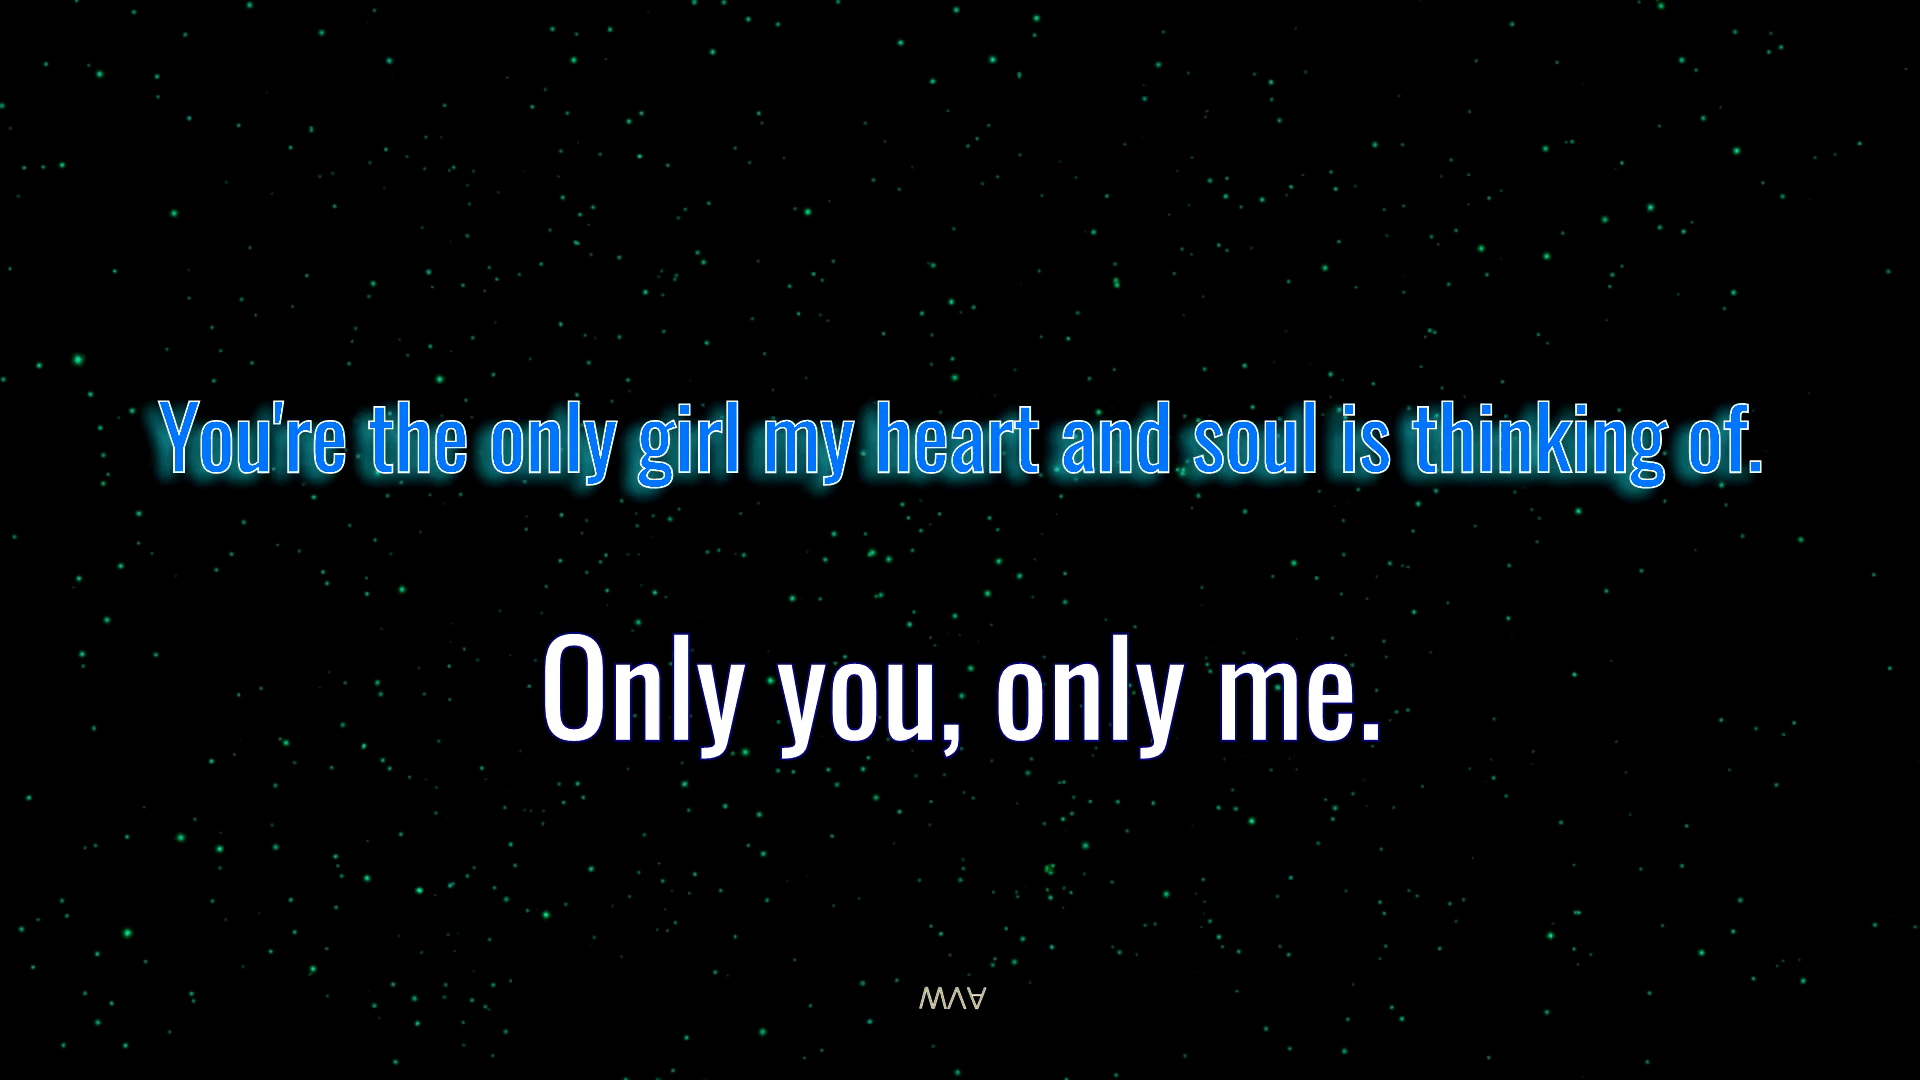 You're the only girl my heart and soul is thinking of.
Only you, only me.